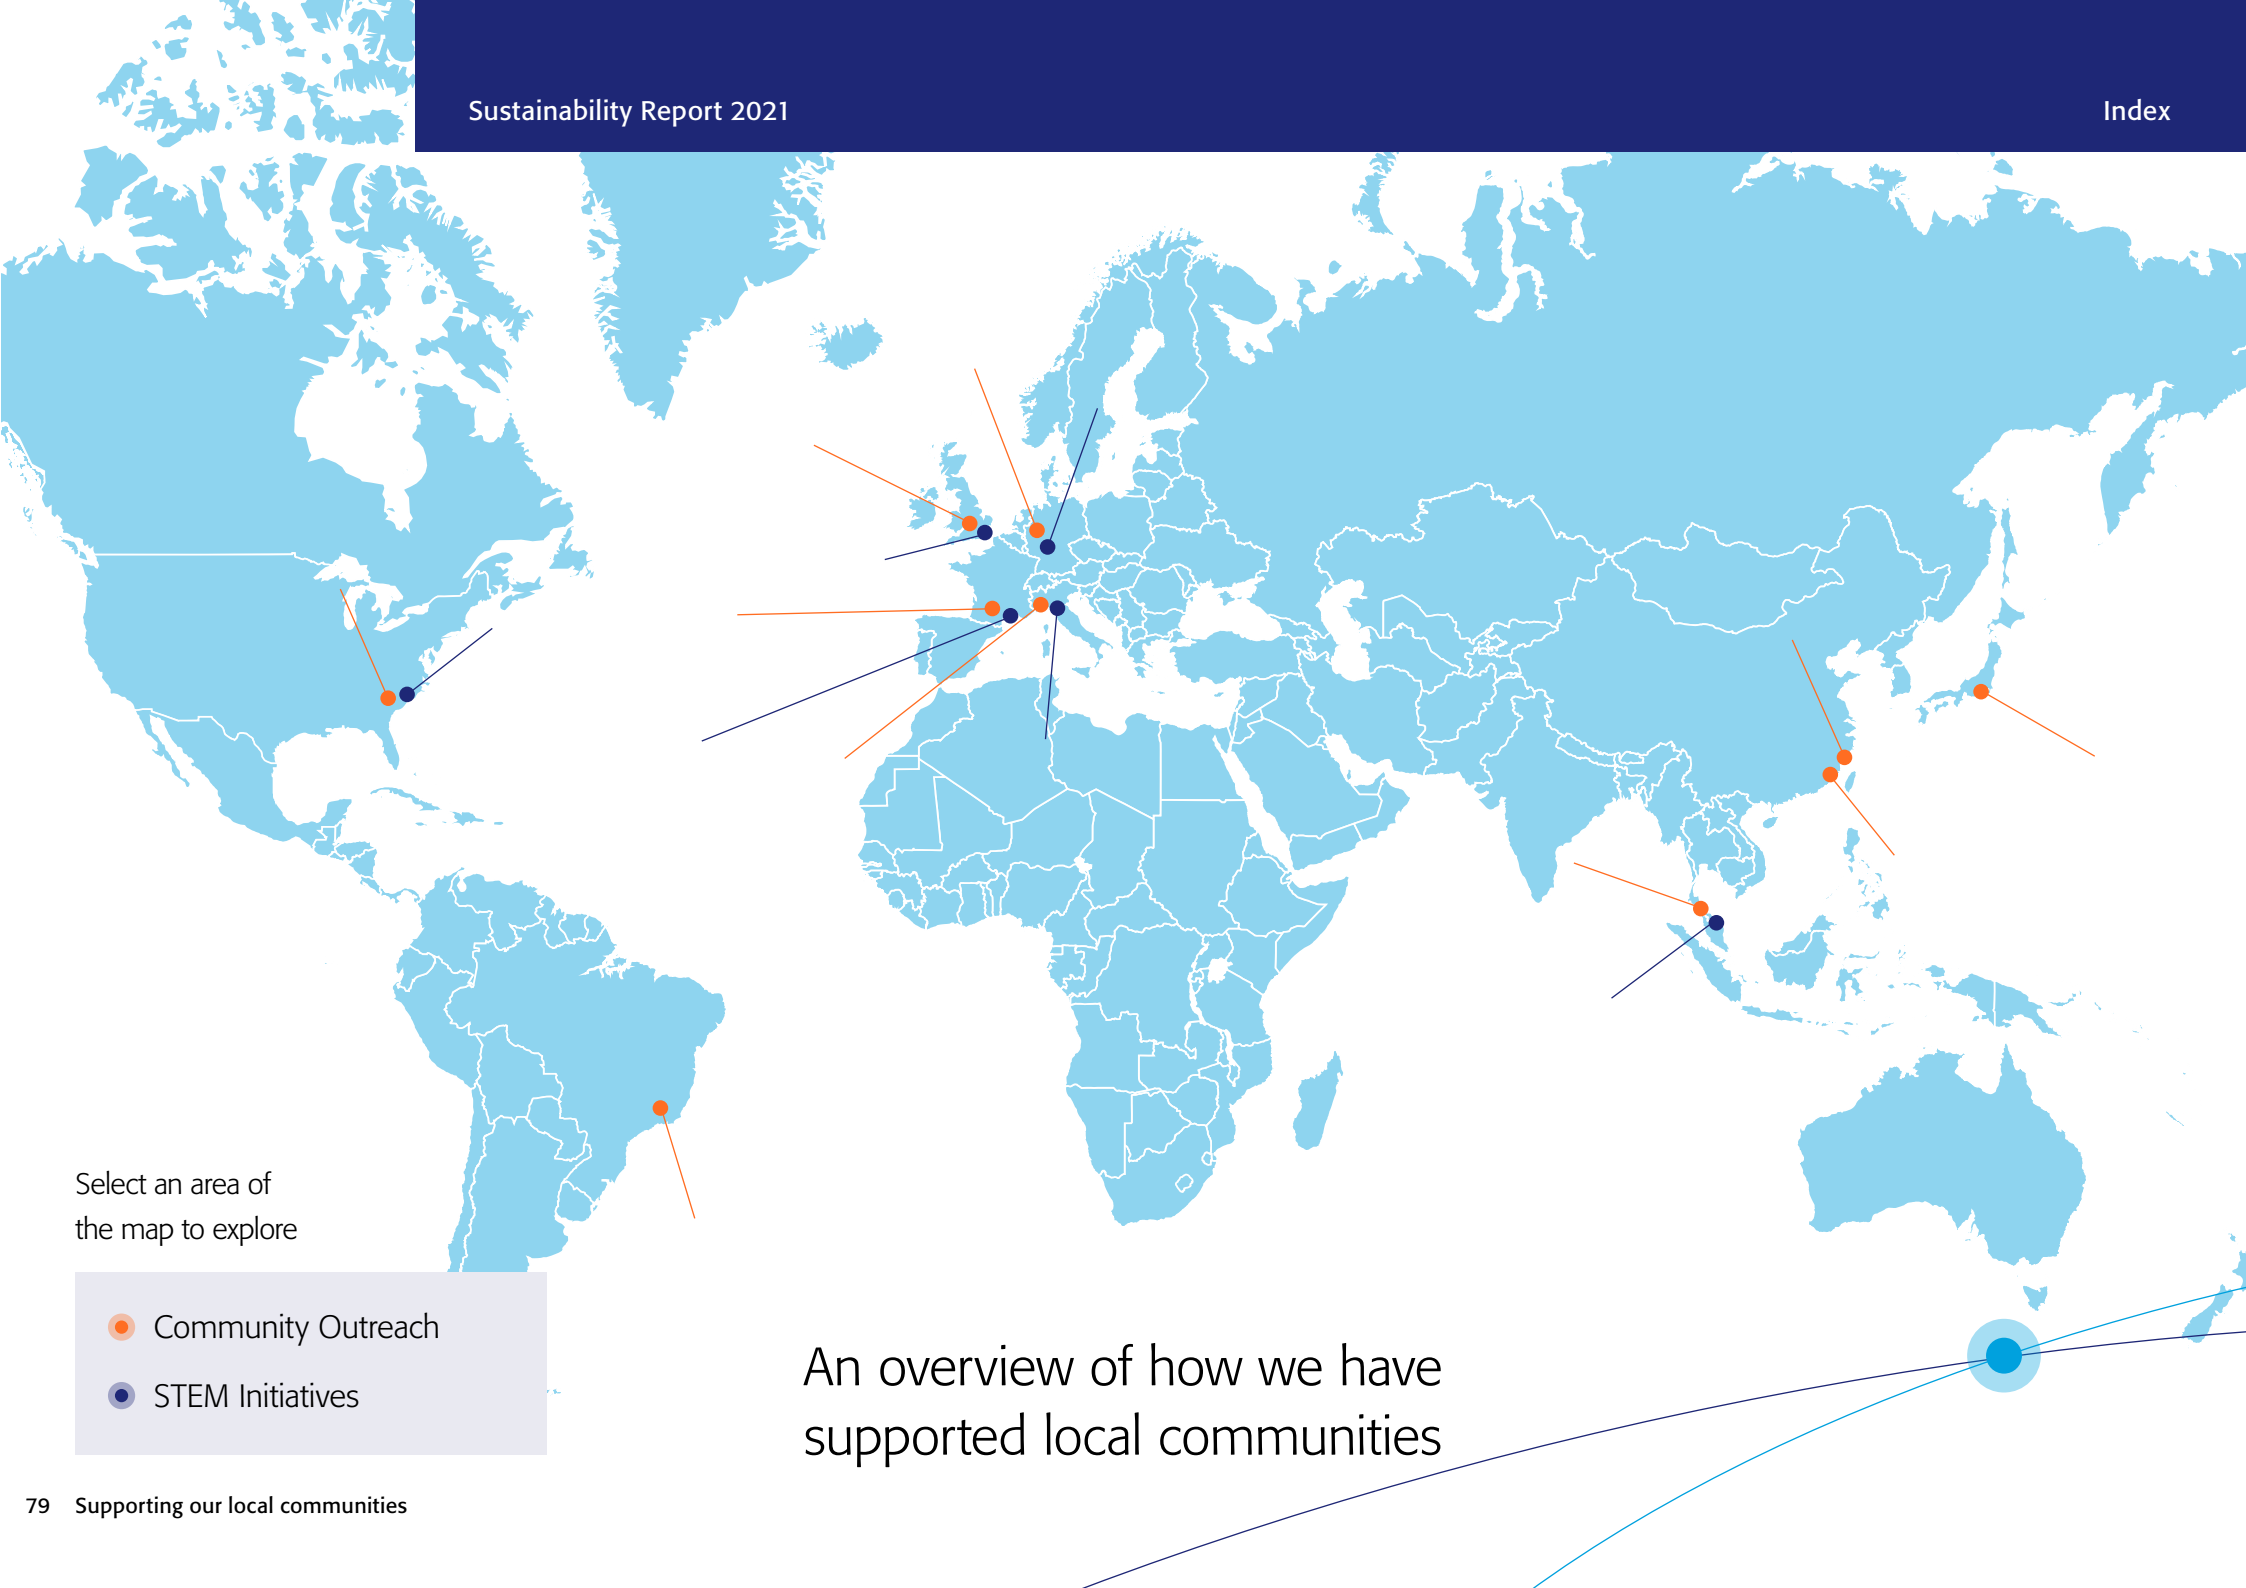 Sustainability Report 2021
Index
Select an area of
the map to explore
Community Outreach
STEM Initiatives
An overview of how we have
supported local communities
79 Supporting our local communities